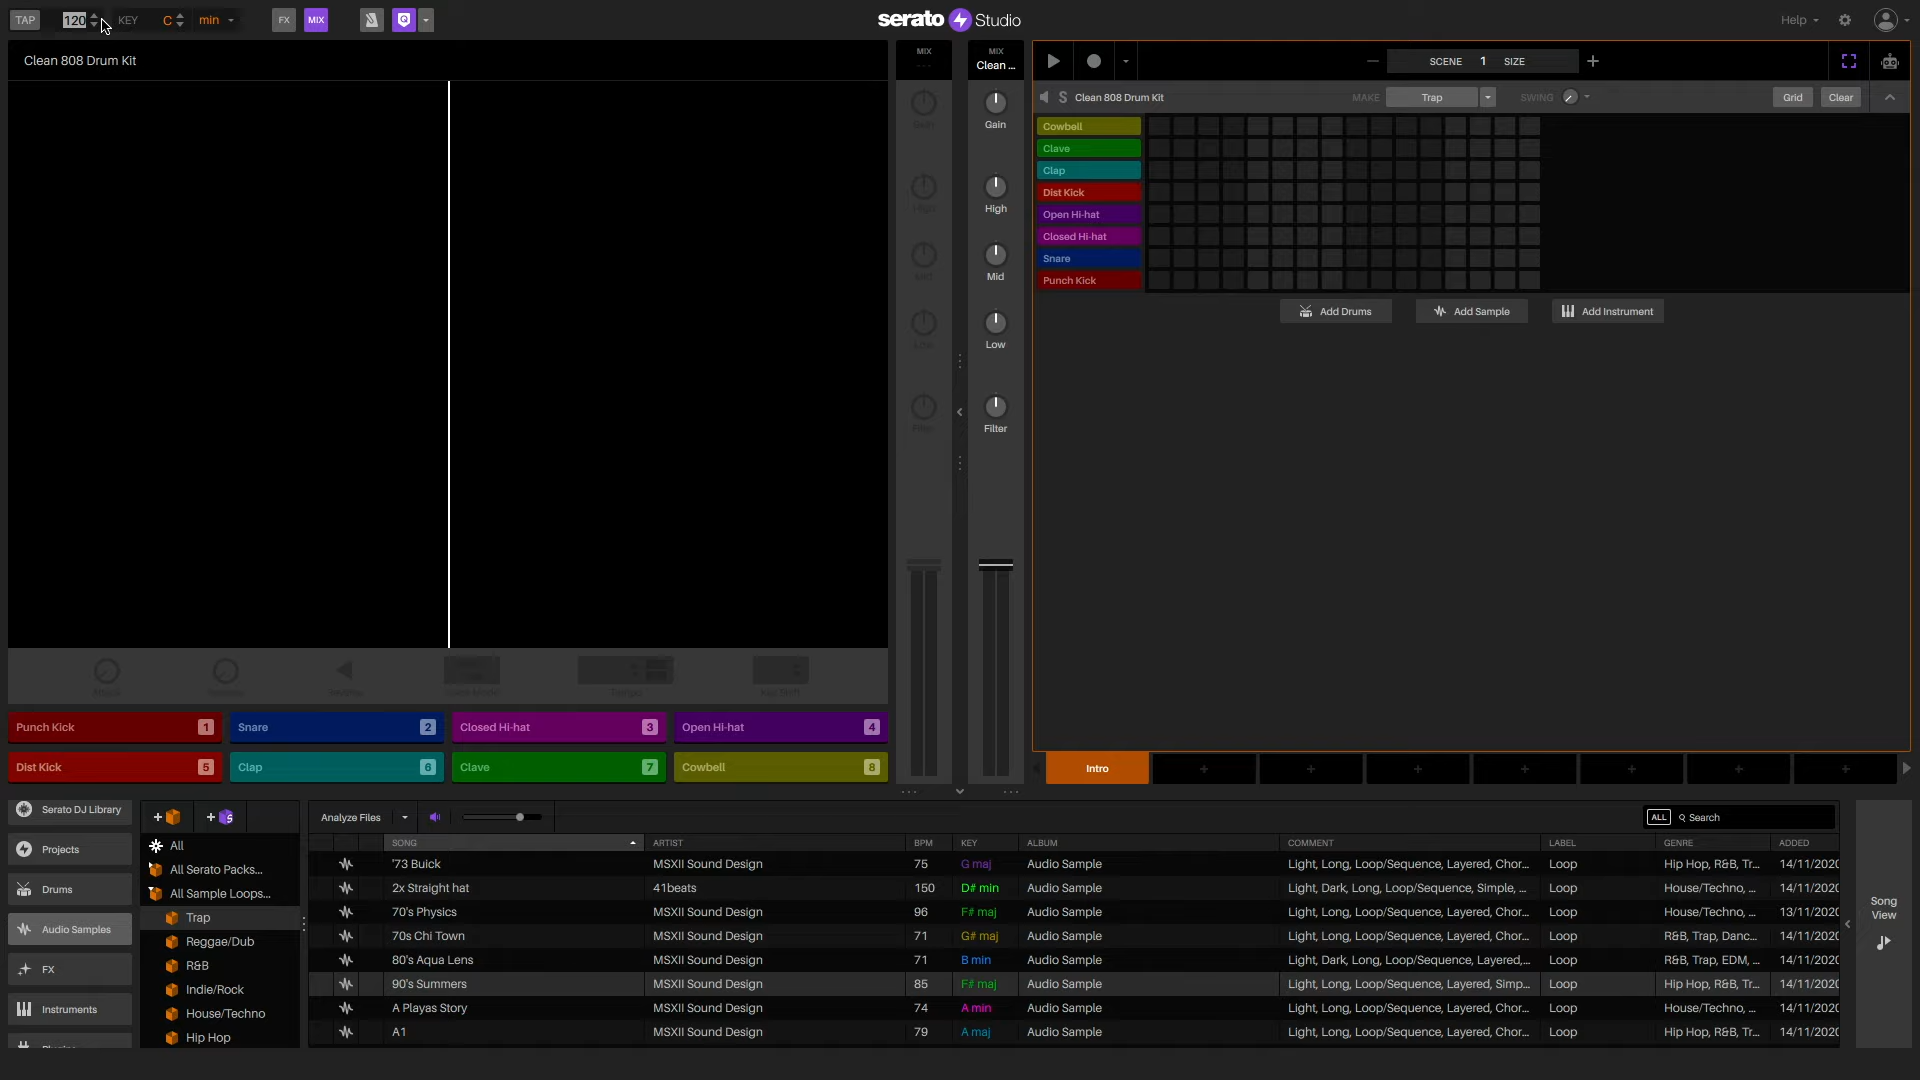 TAP 120 KEY C min FX MIX serato Studio Help
Clean 808 Drum Kit
MIX
MIX
Clean ...
Gain
High
Mid
Low
Filter
SCENE 1 SIZE
S Clean 808 Drum Kit MAKE Trap SWING Grid Clear
Cowbell
Clave
Clap
Dist Kick
Open Hi-hat
Closed Hi-hat
Snare
Punch Kick
Add Drums Add Sample Add Instrument
Gain
High
Mid
Low
Filter
Tempo
Key Shift
Punch Kick 1 Snare 2 Closed Hi-hat 3 Open Hi-hat 4
Dist Kick 5 Clap 6 Clave 7 Cowbell 8
Intro
Serato DJ Library
Projects
Drums
Audio Samples
FX
Instruments
All
All Serato Packs...
All Sample Loops...
Trap
Reggae/Dub
R&B
Indie/Rock
House/Techno
Hip Hop
Analyze Files ALL Search
SONG ARTIST BPM KEY ALBUM COMMENT LABEL GENRE ADDED
'73 Buick MSXII Sound Design 75 G maj Audio Sample Light, Long, Loop/Sequence, Layered, Chor... Loop Hip Hop, R&B, Tr... 14/11/2020
2x Straight hat 41beats 150 D# min Audio Sample Light, Dark, Long, Loop/Sequence, Simple, ... Loop House/Techno, ... 14/11/2020
70's Physics MSXII Sound Design 96 F# maj Audio Sample Light, Long, Loop/Sequence, Layered, Chor... Loop House/Techno, ... 13/11/2020
70s Chi Town MSXII Sound Design 71 G# maj Audio Sample Light, Long, Loop/Sequence, Layered, Chor... Loop R&B, Trap, Danc... 14/11/2020
80's Aqua Lens MSXII Sound Design 71 B min Audio Sample Light, Dark, Long, Loop/Sequence, Layered,... Loop R&B, Trap, EDM, ... 14/11/2020
90's Summers MSXII Sound Design 85 F# maj Audio Sample Light, Long, Loop/Sequence, Layered, Simp... Loop Hip Hop, R&B, Tr... 14/11/2020
A Playas Story MSXII Sound Design 74 A min Audio Sample Light, Long, Loop/Sequence, Layered, Chor... Loop House/Techno, ... 14/11/2020
A1 MSXII Sound Design 79 A maj Audio Sample Light, Long, Loop/Sequence, Layered, Chor... Loop Hip Hop, R&B, Tr... 14/11/2020
Song
View